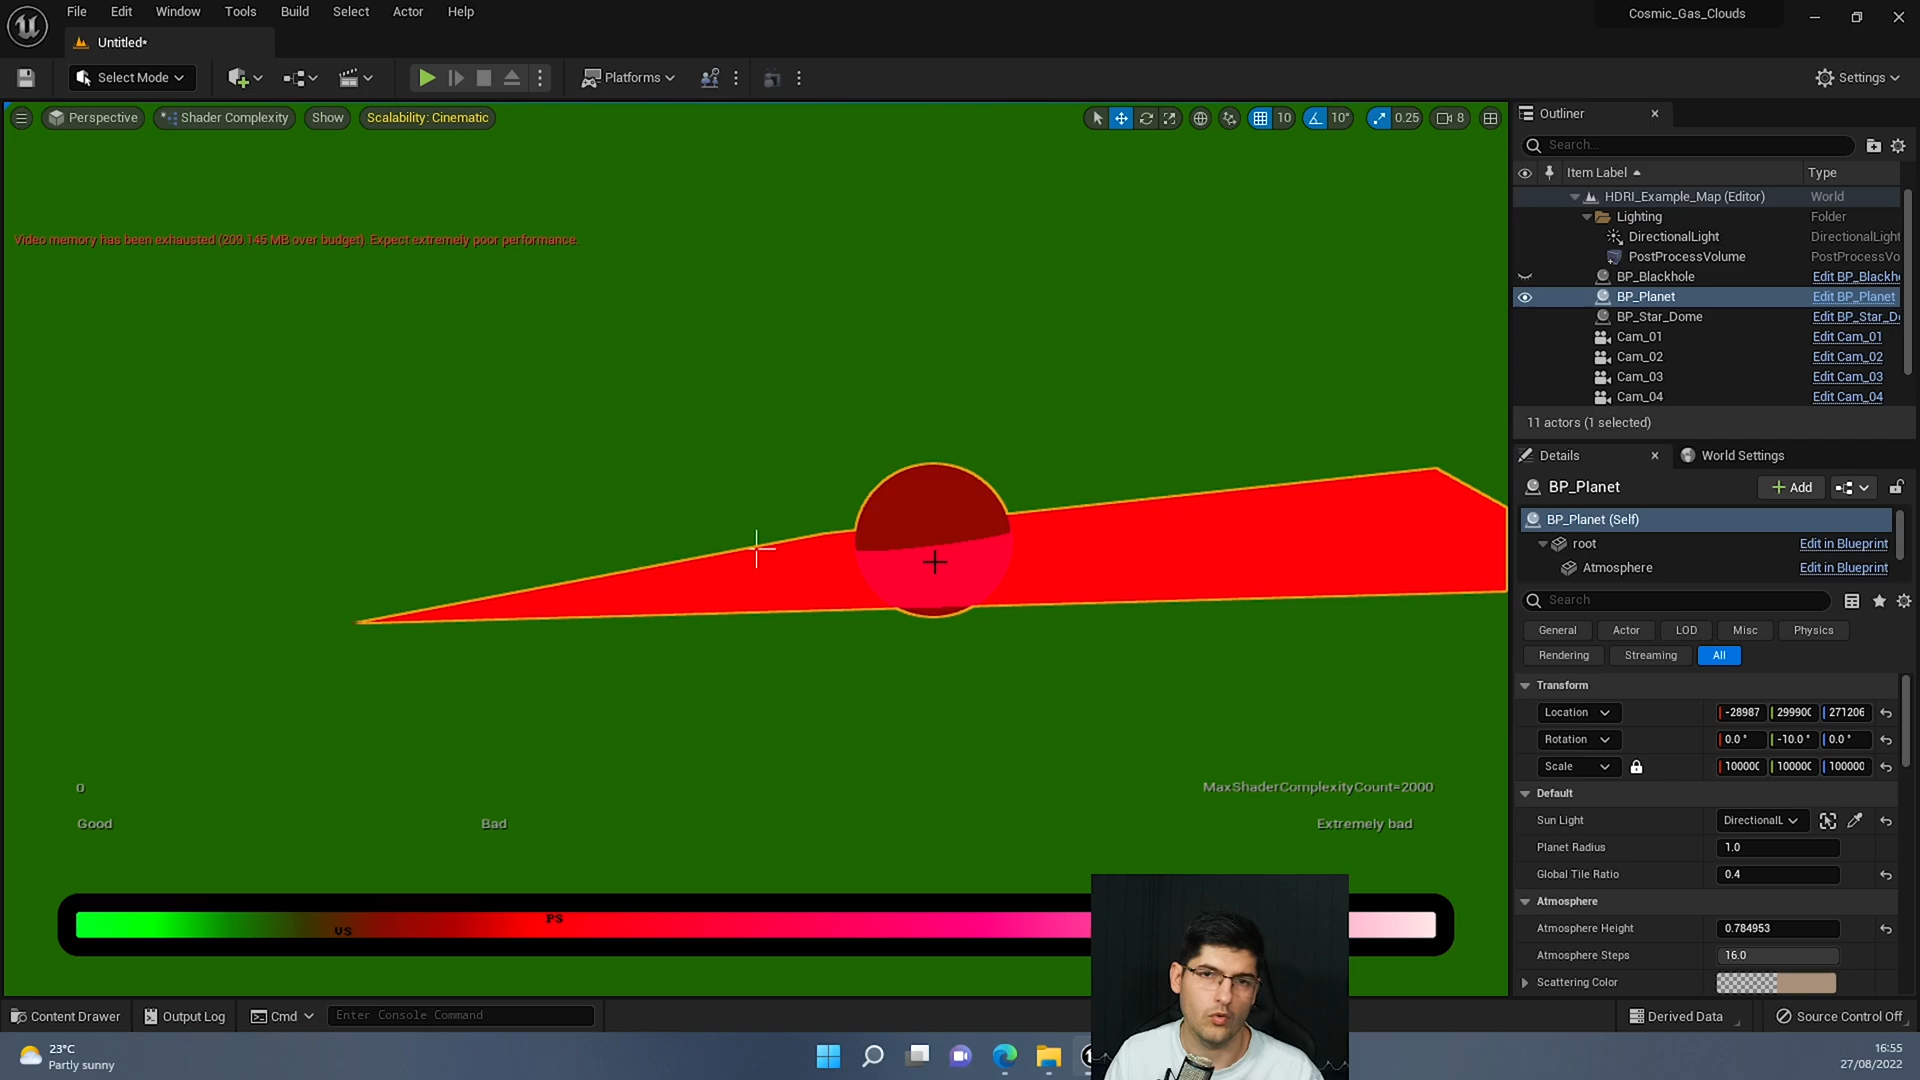 File Edit Window Tools Build Select Actor Help
Cosmic_Gas_Clouds
Untitled*
Select Mode
Platforms
Settings
Perspective
Shader Complexity
Show
Scalability: Cinematic
10
10°
0.25
8
Video memory has been exhausted (209.145 MB over budget). Expect extremely poor performance.
0
MaxShaderComplexityCount=2000
Good
Bad
Extremely bad
PS
VS
Outliner
Search...
Item Label
Type
HDRI_Example_Map (Editor) World
Lighting Folder
DirectionalLight DirectionalLight
PostProcessVolume PostProcessVo
BP_Blackhole Edit BP_Blackh
BP_Planet Edit BP_Planet
BP_Star_Dome Edit BP_Star_D
Cam_01 Edit Cam_01
Cam_02 Edit Cam_02
Cam_03 Edit Cam_03
Cam_04 Edit Cam_04
11 actors (1 selected)
Details
World Settings
BP_Planet
Add
BP_Planet (Self)
root Edit in Blueprint
Atmosphere Edit in Blueprint
Search
General Actor LOD Misc Physics
Rendering Streaming All
Transform
Location -28987 29990 271206
Rotation 0.0 ° -10.0 ° 0.0 °
Scale 10000 10000 100000
Default
Sun Light DirectionalL
Planet Radius 1.0
Global Tile Ratio 0.4
Atmosphere
Atmosphere Height 0.784953
Atmosphere Steps 16.0
Scattering Color
Content Drawer
Output Log
Cmd
Enter Console Command
Derived Data
Source Control Off
23°C
Partly sunny
16:55
27/08/2022